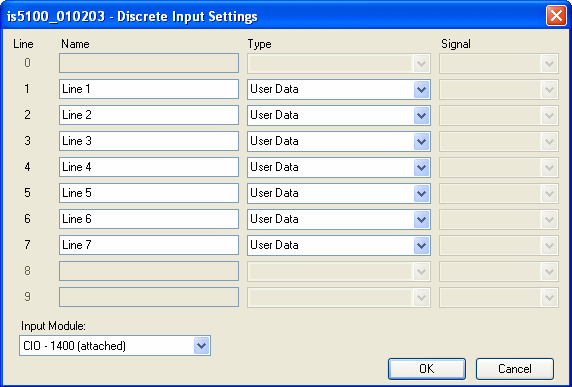 is5100_010203 - Discrete Input Settings
Line Name Type Signal
0
1 Line 1 User Data
2 Line 2 User Data
3 Line 3 User Data
4 Line 4 User Data
5 Line 5 User Data
6 Line 6 User Data
7 Line 7 User Data
8
9
Input Module:
CIO - 1400 (attached)
OK Cancel